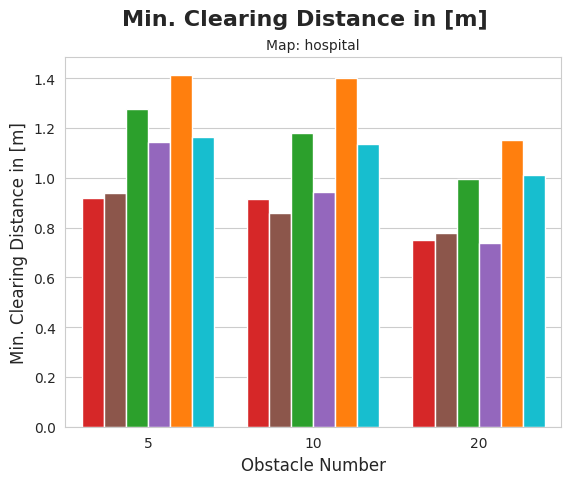 Min. Clearing Distance in [m]
Map: hospital
Min. Clearing Distance in [m]
1.4
1.2
1.0
0.8
0.6
0.4
0.2
0.0
5 10 20
Obstacle Number